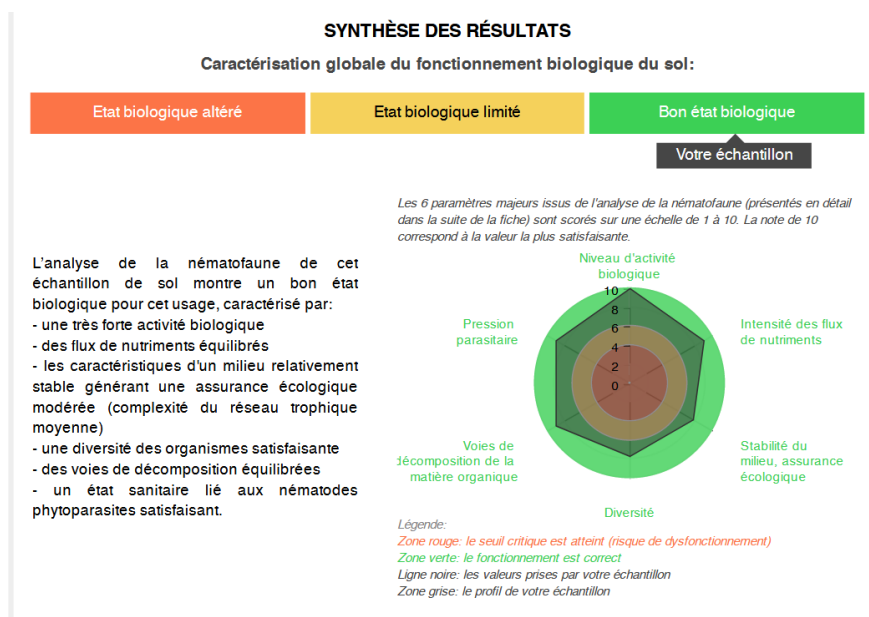 SYNTHÈSE DES RÉSULTATS
Caractérisation globale du fonctionnement biologique du sol:
Etat biologique altéré
Etat biologique limité
Bon état biologique
Votre échantillon
Les 6 paramètres majeurs issus de l'analyse de la nématofaune (présentés en détail
dans la suite de la fiche) sont scorés sur une échelle de 1 à 10. La note de 10
correspond à la valeur la plus satisfaisante.
L'analyse de la nématofaune de cet
échantillon de sol montre un bon état
biologique pour cet usage, caractérisé par:
- une très forte activité biologique
- des flux de nutriments équilibrés
- les caractéristiques d'un milieu relativement
stable générant une assurance écologique
modérée (complexité du réseau trophique
moyenne)
- une diversité des organismes satisfaisante
- des voies de décomposition équilibrées
- un état sanitaire lié aux nématodes
phytoparasites satisfaisant.
Niveau d'activité
biologique
10
8
6
4
2
0
Pression
parasitaire
Intensité des flux
de nutriments
Voies de
décomposition de la
matière organique
Stabilité du
milieu, assurance
écologique
Diversité
Légende:
Zone rouge: le seuil critique est atteint (risque de dysfonctionnement)
Zone verte: le fonctionnement est correct
Ligne noire: les valeurs prises par votre échantillon
Zone grise: le profil de votre échantillon